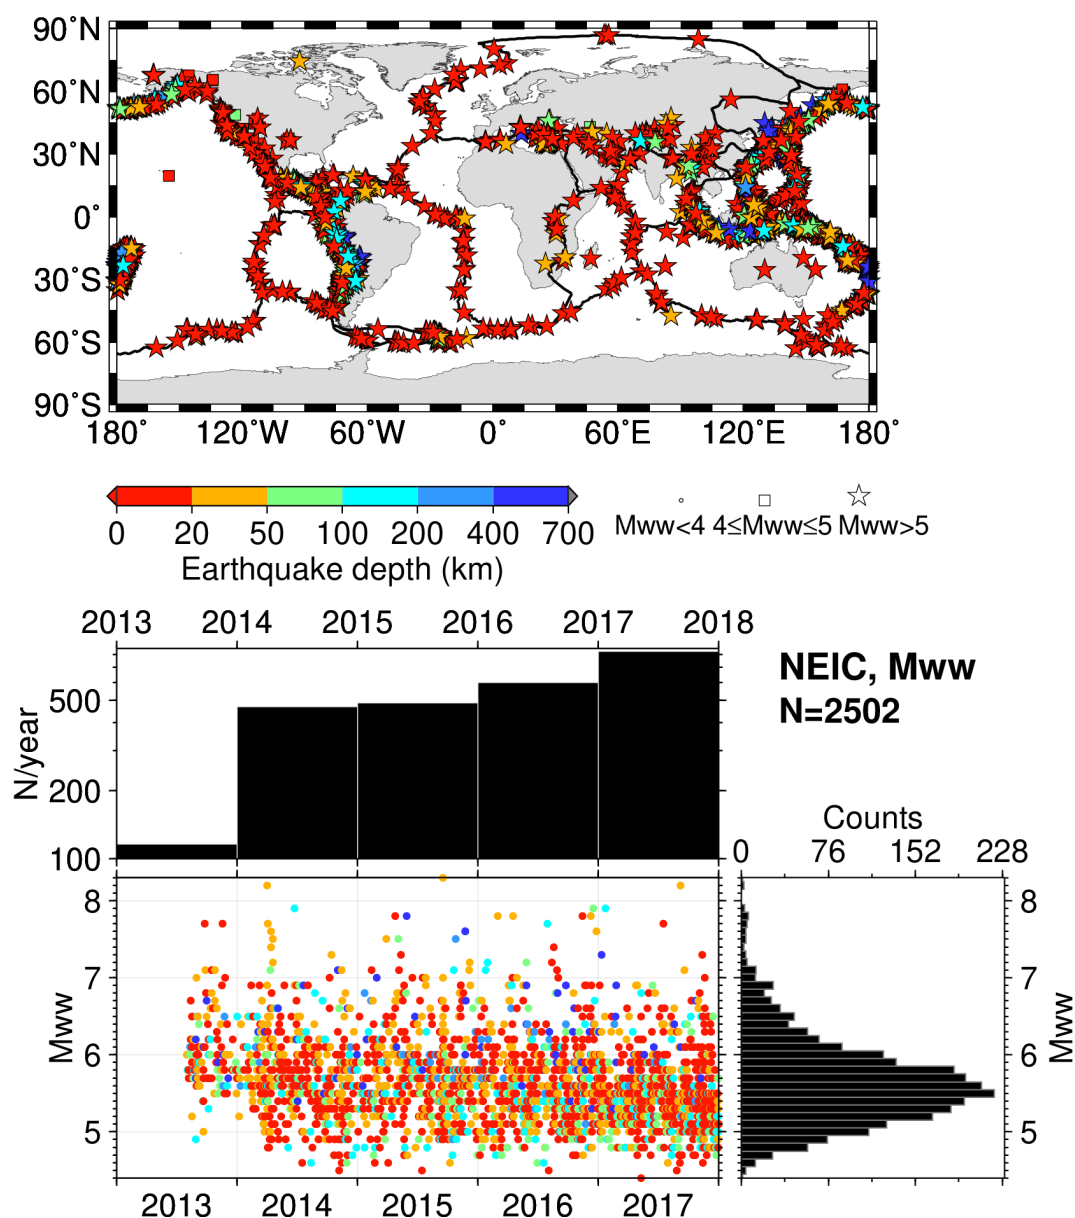 90˚N
60˚N
30˚N
0˚
30˚S
60˚S
90˚S
180˚ 120˚W 60˚W 0˚ 60˚E 120˚E 180˚
0 20 50 100 200 400 700
Earthquake depth (km)
Mww<4 4≤Mww≤5 Mww>5
2013 2014 2015 2016 2017 2018
500
200
100
N/year
NEIC, Mww
N=2502
Counts
0 76 152 228
8
7
6
5
Mww
8
7
6
5
Mww
2013 2014 2015 2016 2017